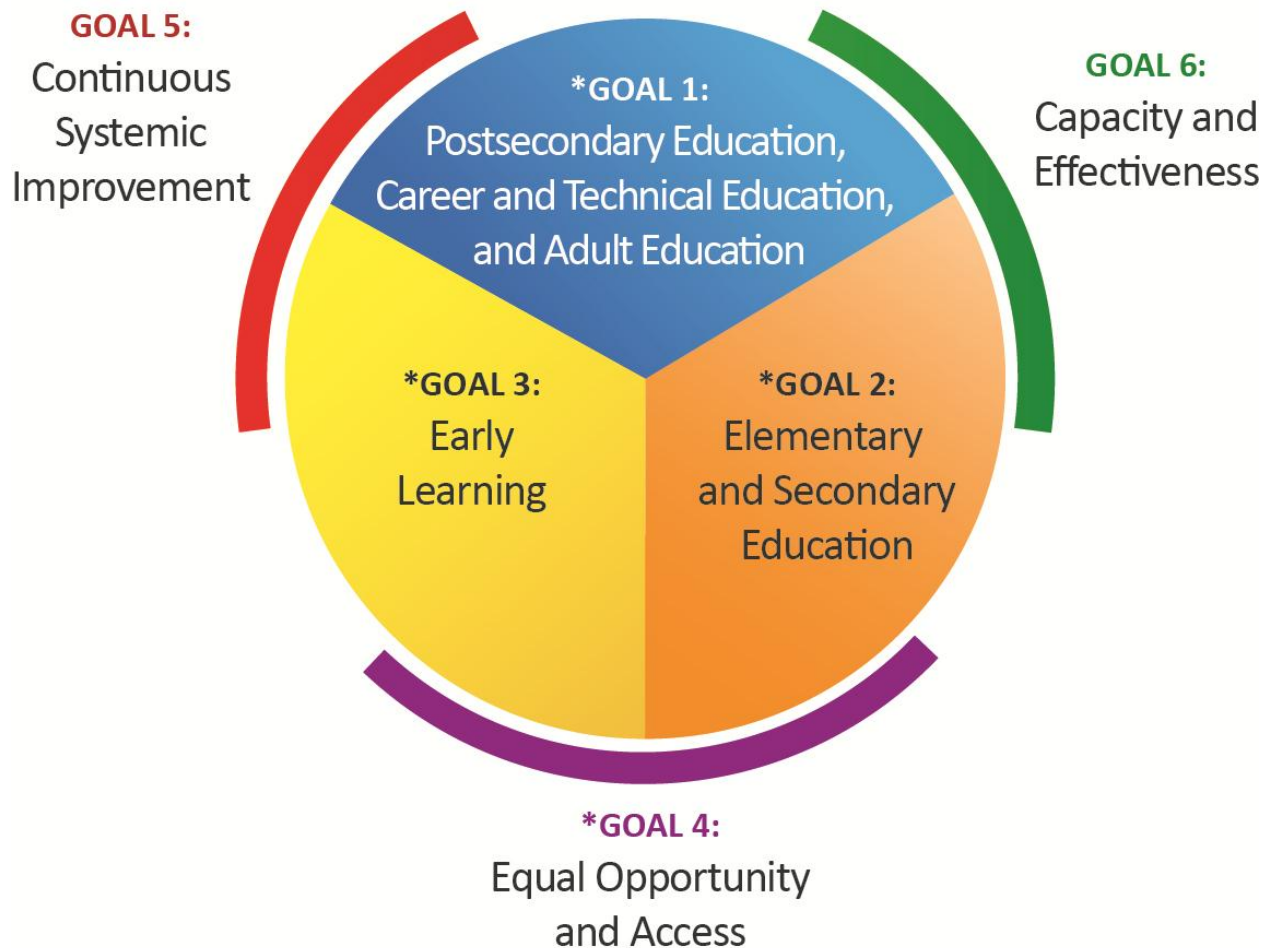 GOAL 5:
Continuous
Systemic
Improvement
*GOAL 1:
Postsecondary Education,
Career and Technical Education,
and Adult Education
GOAL 6:
Capacity and
Effectiveness
*GOAL 3:
Early
Learning
*GOAL 2:
Elementary
and Secondary
Education
*GOAL 4:
Equal Opportunity
and Access